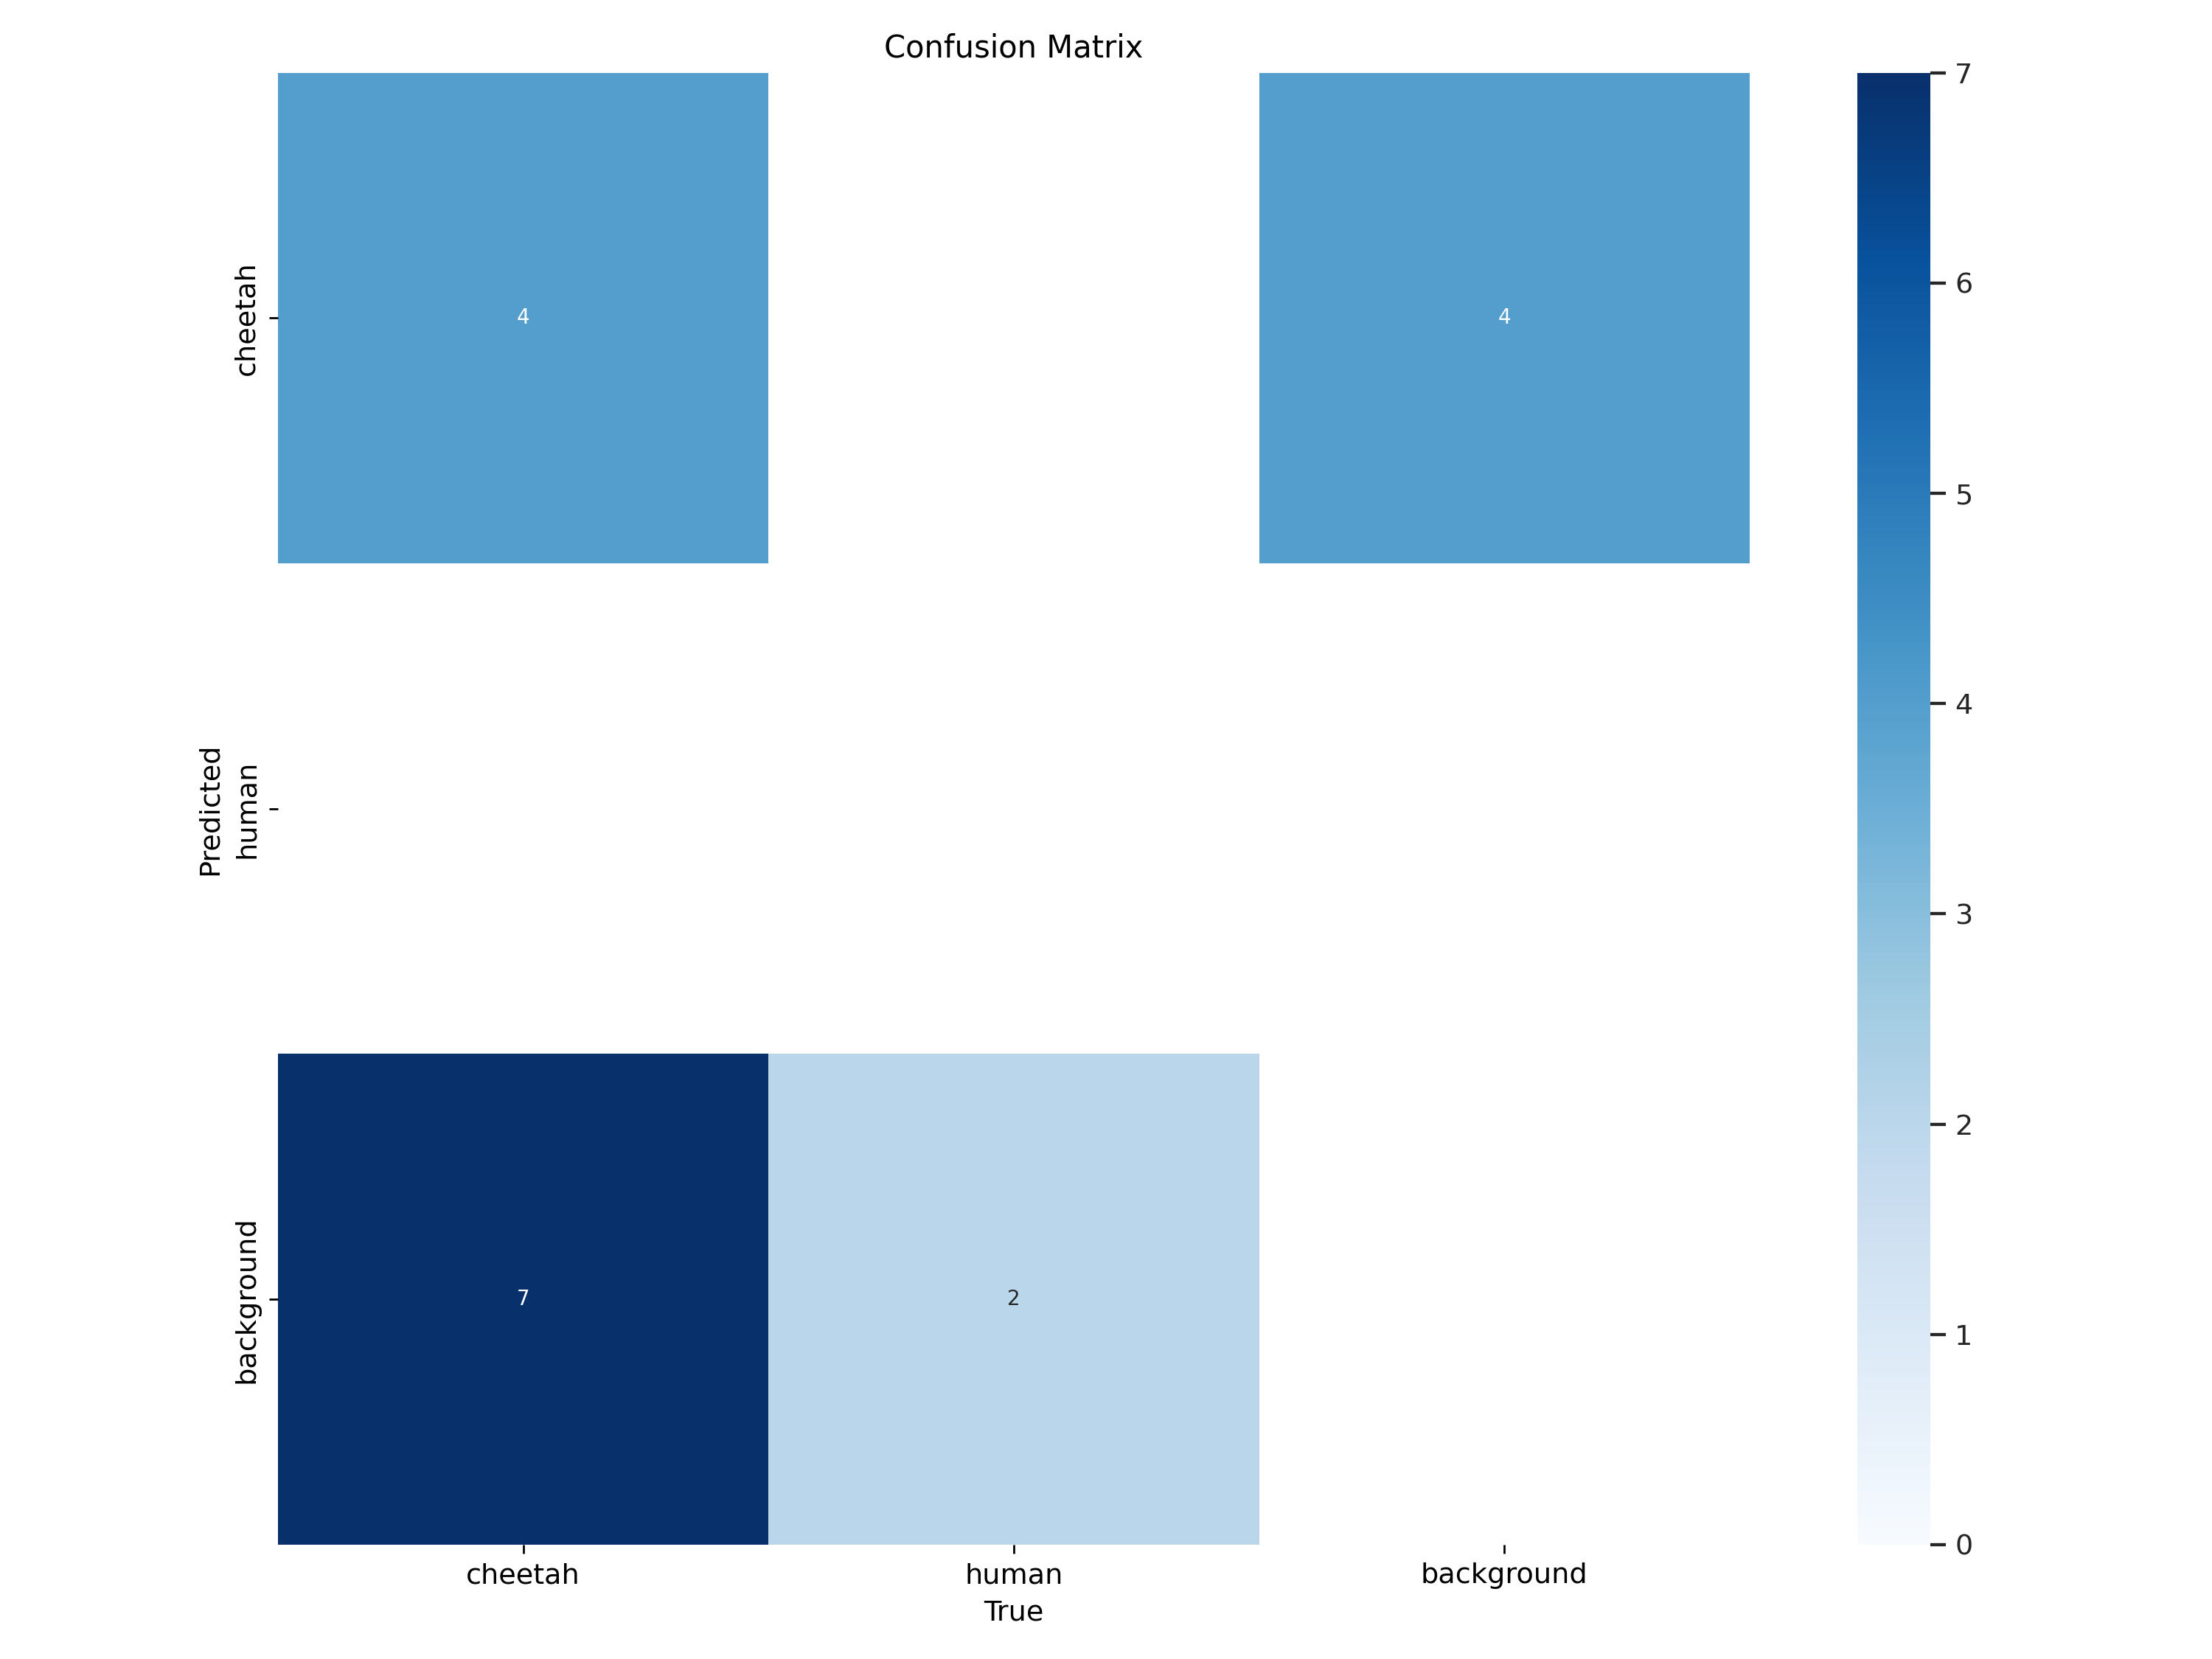 Confusion Matrix
cheetah
human
background
Predicted
4
4
7
2
cheetah
human
background
True
7
6
5
4
3
2
1
0